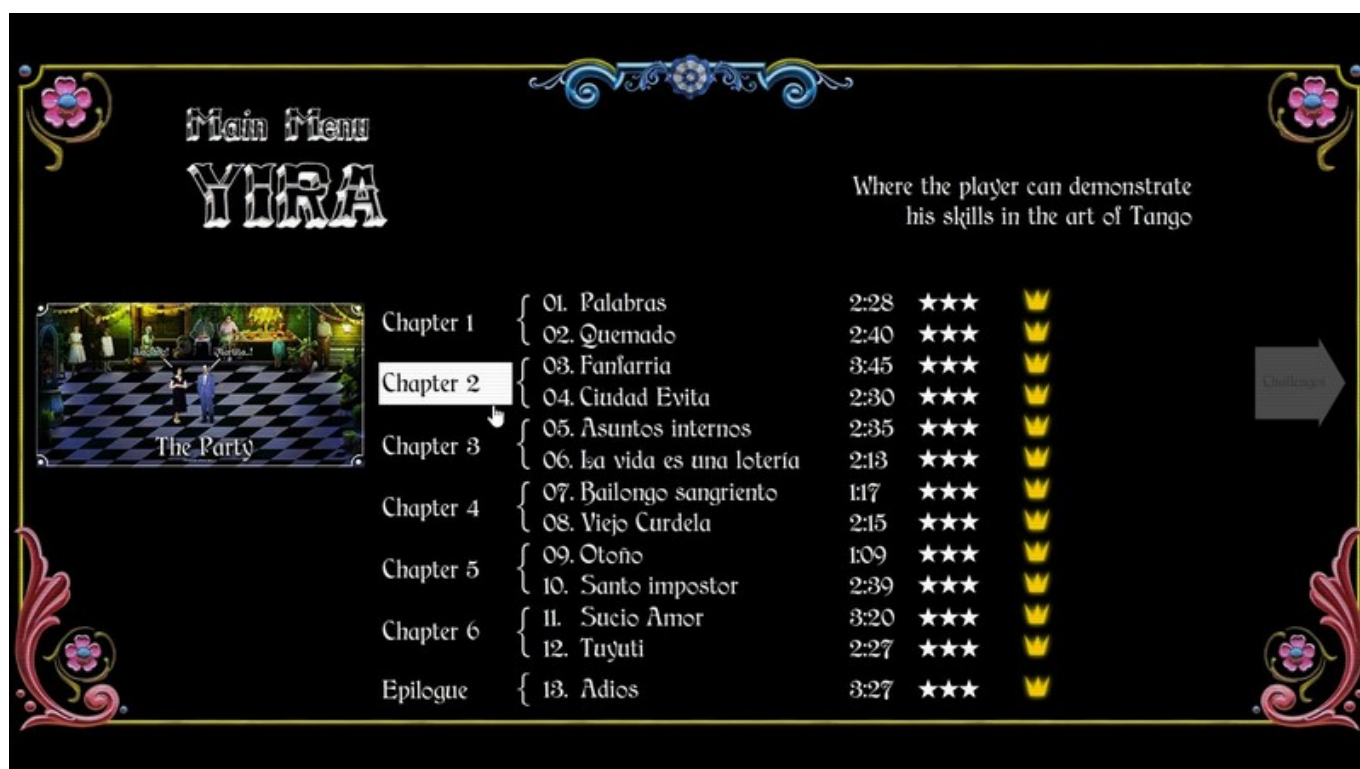 Main Menu
YIRA
Where the player can demonstrate
his skills in the art of Tango
The Party
Chapter 1
01. Palabras 2:28
02. Quemado 2:40
Chapter 2
03. Fanfarria 3:45
04. Ciudad Evita 2:30
Chapter 3
05. Asuntos internos 2:35
06. La vida es una lotería 2:13
Chapter 4
07. Bailongo sangriento 1:17
08. Viejo Curdela 2:15
Chapter 5
09. Otoño 1:09
10. Santo impostor 2:39
Chapter 6
11. Sucio Amor 3:20
12. Tuyuti 2:27
Epilogue
13. Adios 3:27
Challenges